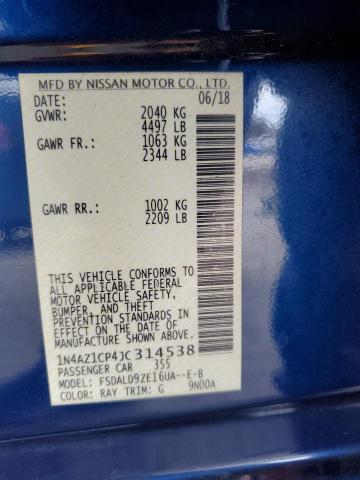 MFD BY NISSAN MOTOR CO., LTD.
DATE: 06/18
GVWR: 2040 KG
4497 LB
GAWR FR.: 1063 KG
2344 LB
GAWR RR.: 1002 KG
2209 LB
THIS VEHICLE CONFORMS TO
ALL APPLICABLE FEDERAL
MOTOR VEHICLE SAFETY,
BUMPER, AND THEFT
PREVENTION STANDARDS
IN EFFECT ON THE DATE OF
MANUFACTURE SHOWN ABOVE.
1N4AZ1CP4JC314538
PASSENGER CAR 355
MODEL: FSDALD9ZE16UA--E-B
COLOR: RAY TRIM: G 9N00A